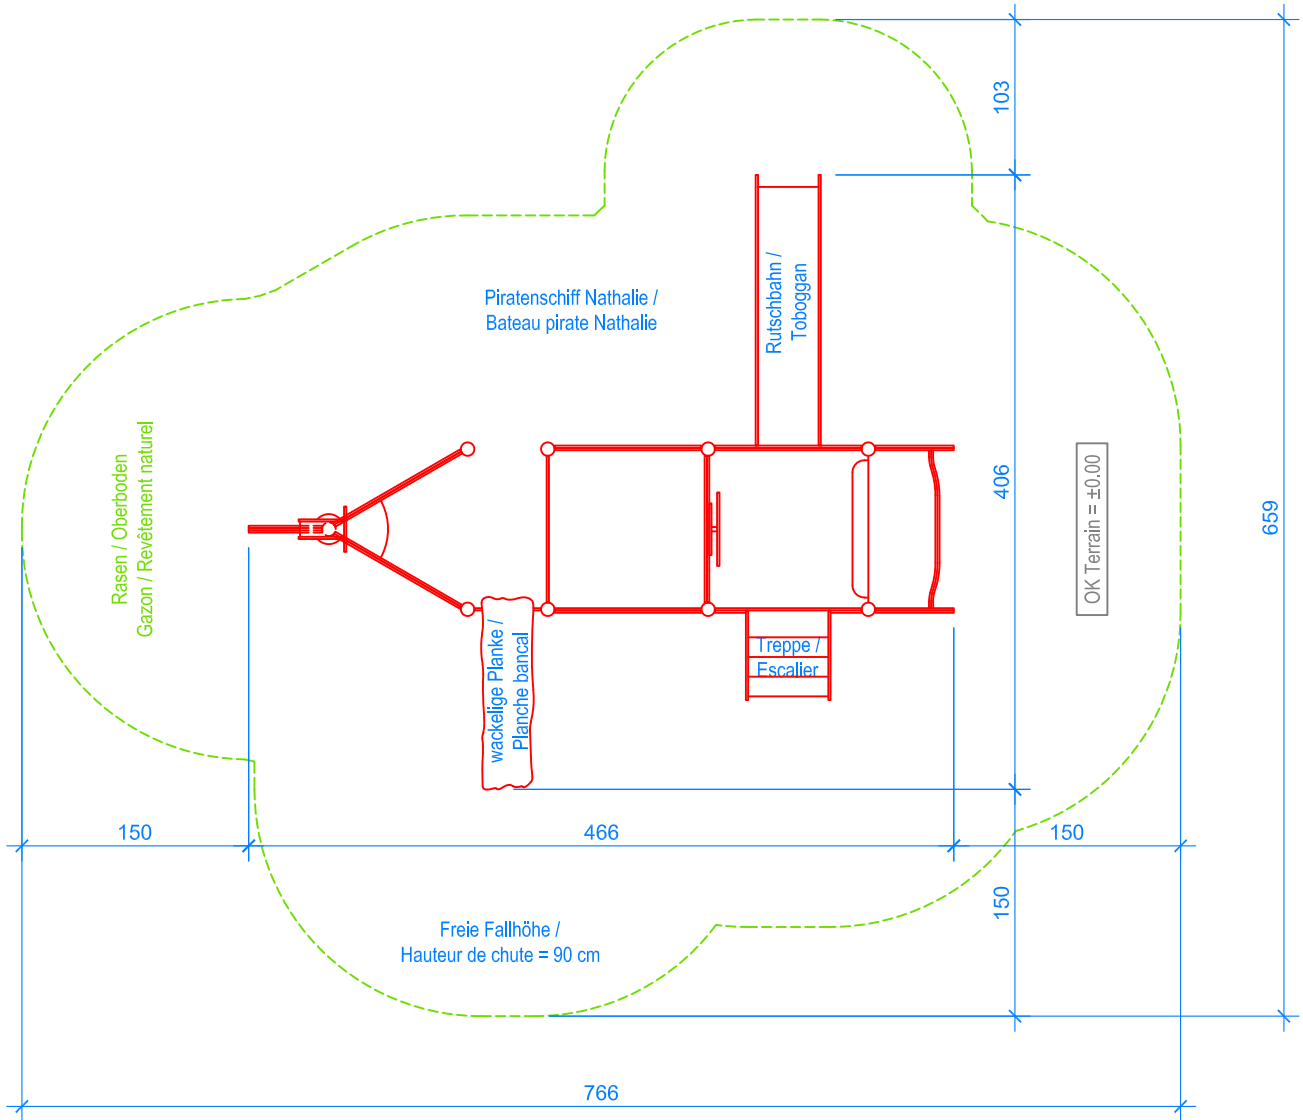 103
Rutschbahn /
Toboggan
Piratenschiff Nathalie /
Bateau pirate Nathalie
Rasen / Oberboden
Gazon / Revêtement naturel
406
OK Terrain = ±0.00
659
wackelige Planke /
Planche bancal
Treppe /
Escalier
150
466
150
150
Freie Fallhöhe /
Hauteur de chute = 90 cm
766